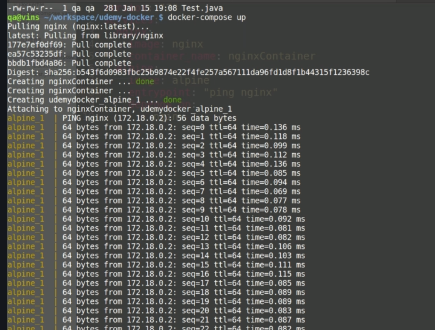 -rw-rw-r-- 1 qa qa 281 Jan 15 19:08 Test.java
qa@vins ~/workspace/udemy-docker $ docker-compose up
Pulling nginx (nginx:latest)...
latest: Pulling from library/nginx
177e7ef0df69: Pull complete
ea57c53235df: Pull complete
bbdb1fbd4a86: Pull complete
Digest: sha256:b543f6d0983fbc25b9874e22f4fe257a567111da96fd1d8f1b44315f1236398c
Creating nginxContainer ... done
Creating nginxContainer ...
Creating udemydocker_alpine_1 ... done
Attaching to nginxContainer, udemydocker_alpine_1
alpine_1 | PING nginx (172.18.0.2): 56 data bytes
alpine_1 | 64 bytes from 172.18.0.2: seq=0 ttl=64 time=0.136 ms
alpine_1 | 64 bytes from 172.18.0.2: seq=1 ttl=64 time=0.118 ms
alpine_1 | 64 bytes from 172.18.0.2: seq=2 ttl=64 time=0.099 ms
alpine_1 | 64 bytes from 172.18.0.2: seq=3 ttl=64 time=0.112 ms
alpine_1 | 64 bytes from 172.18.0.2: seq=4 ttl=64 time=0.136 ms
alpine_1 | 64 bytes from 172.18.0.2: seq=5 ttl=64 time=0.085 ms
alpine_1 | 64 bytes from 172.18.0.2: seq=6 ttl=64 time=0.094 ms
alpine_1 | 64 bytes from 172.18.0.2: seq=7 ttl=64 time=0.069 ms
alpine_1 | 64 bytes from 172.18.0.2: seq=8 ttl=64 time=0.077 ms
alpine_1 | 64 bytes from 172.18.0.2: seq=9 ttl=64 time=0.078 ms
alpine_1 | 64 bytes from 172.18.0.2: seq=10 ttl=64 time=0.092 ms
alpine_1 | 64 bytes from 172.18.0.2: seq=11 ttl=64 time=0.081 ms
alpine_1 | 64 bytes from 172.18.0.2: seq=12 ttl=64 time=0.082 ms
alpine_1 | 64 bytes from 172.18.0.2: seq=13 ttl=64 time=0.106 ms
alpine_1 | 64 bytes from 172.18.0.2: seq=14 ttl=64 time=0.103 ms
alpine_1 | 64 bytes from 172.18.0.2: seq=15 ttl=64 time=0.111 ms
alpine_1 | 64 bytes from 172.18.0.2: seq=16 ttl=64 time=0.115 ms
alpine_1 | 64 bytes from 172.18.0.2: seq=17 ttl=64 time=0.085 ms
alpine_1 | 64 bytes from 172.18.0.2: seq=18 ttl=64 time=0.089 ms
alpine_1 | 64 bytes from 172.18.0.2: seq=19 ttl=64 time=0.089 ms
alpine_1 | 64 bytes from 172.18.0.2: seq=20 ttl=64 time=0.083 ms
alpine_1 | 64 bytes from 172.18.0.2: seq=21 ttl=64 time=0.087 ms
alpine_1 | 64 bytes from 172.18.0.2: seq=22 ttl=64 time=0.082 ms